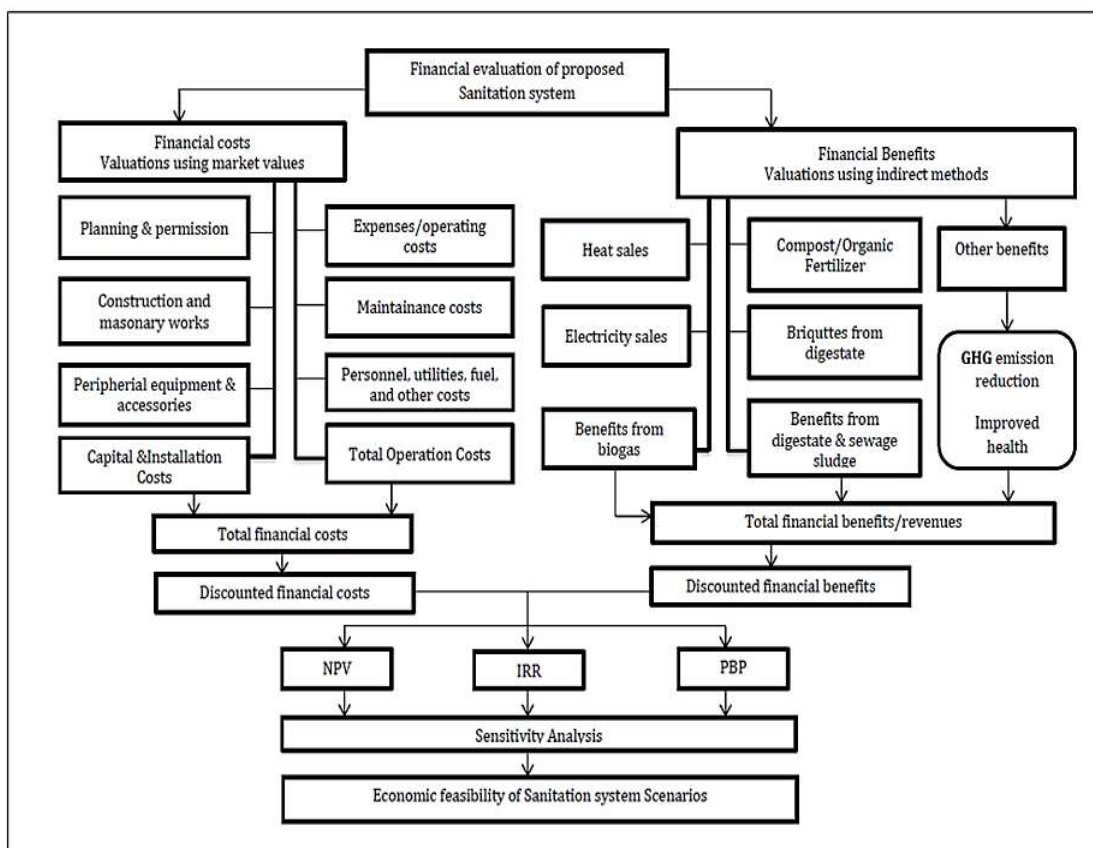 Financial evaluation of proposed
Sanitation system
Financial costs
Valuations using market values
Financial Benefits
Valuations using indirect methods
Planning & permission
Expenses/operating
costs
Construction and
masonary works
Maintainance costs
Peripherial equipment &
accessories
Personnel, utilities, fuel,
and other costs
Capital &Installation
Costs
Total Operation Costs
Heat sales
Compost/Organic
Fertilizer
Other benefits
Electricity sales
Briquttes from
digestate
GHG emission
reduction
Improved
health
Benefits from
biogas
Benefits from
digestate & sewage
sludge
Total financial costs
Total financial benefits/revenues
Discounted financial costs
Discounted financial benefits
NPV
IRR
PBP
Sensitivity Analysis
Economic feasibility of Sanitation system Scenarios